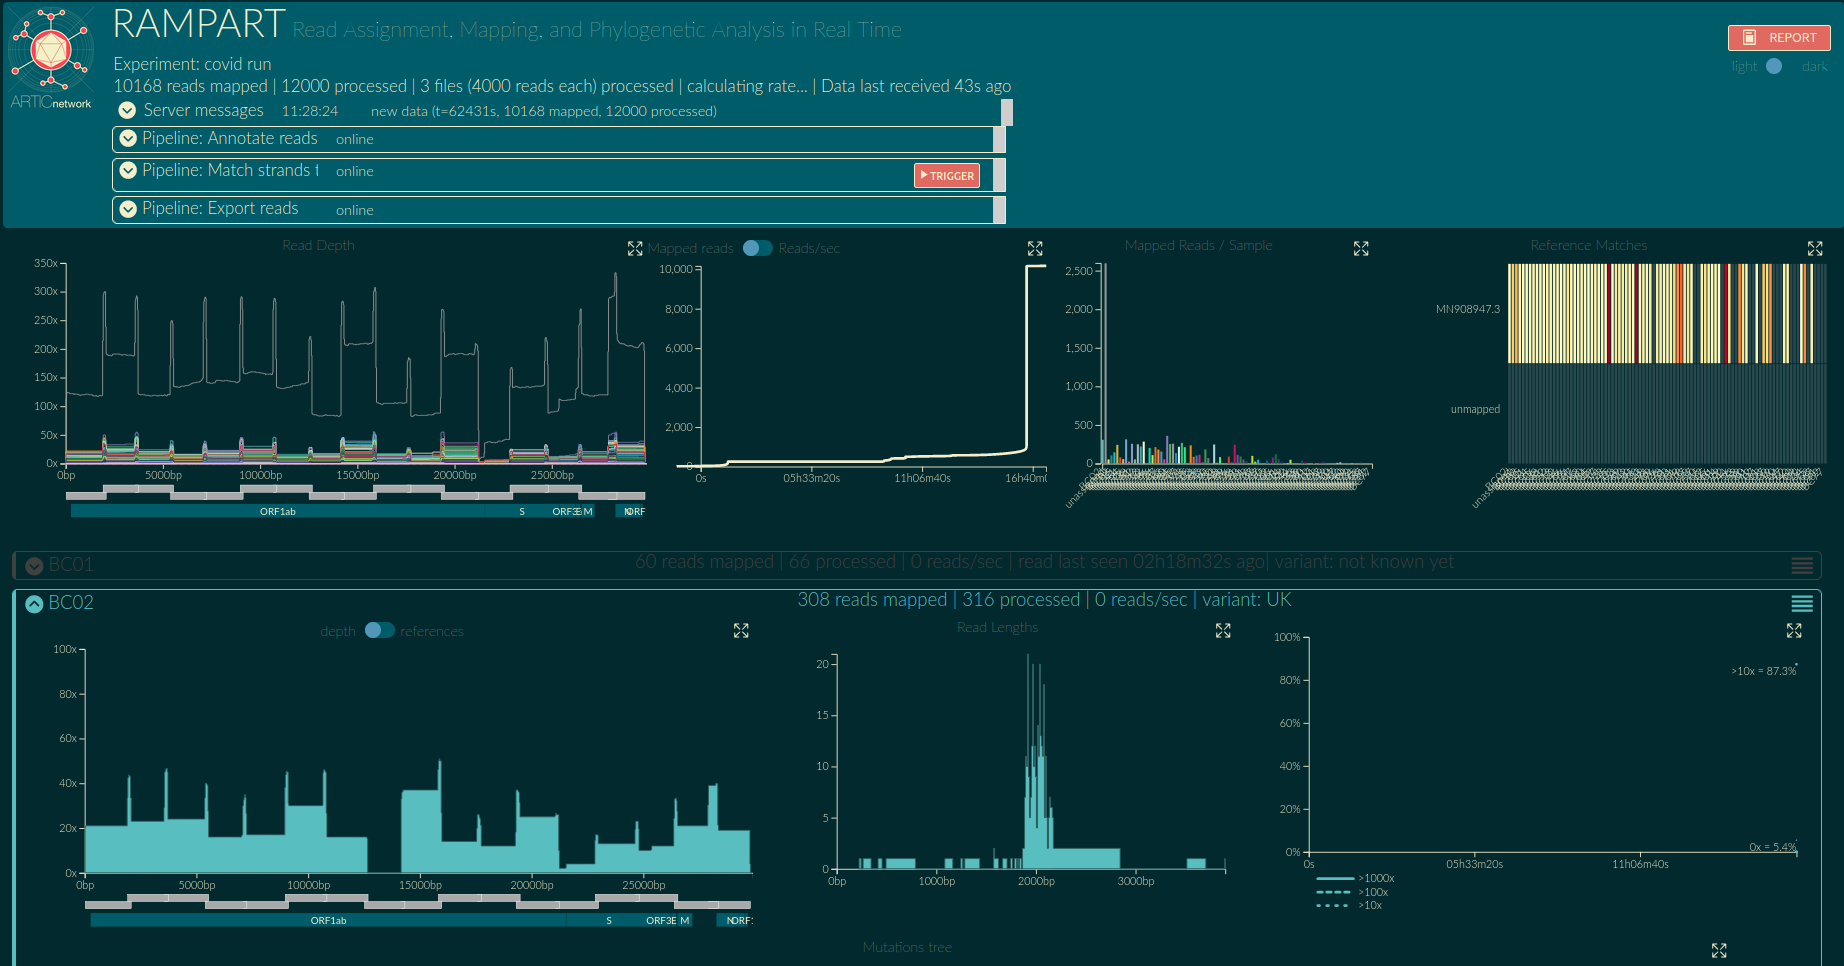 RAMPART Read Assignment, Mapping, and Phylogenetic Analysis in Real Time
REPORT
light dark
ARTICnetwork
Experiment: covid run
10168 reads mapped | 12000 processed | 3 files (4000 reads each) processed | calculating rate... | Data last received 43s ago
Server messages 11:28:24 new data (t=62431s, 10168 mapped, 12000 processed)
Pipeline: Annotate reads online
Pipeline: Match strands online
TRIGGER
Pipeline: Export reads online
Read Depth
350x
300x
250x
200x
150x
100x
50x
0x
0bp 5000bp 10000bp 15000bp 20000bp 25000bp
ORF1ab S M
Mapped reads Reads/sec
10,000
8,000
6,000
4,000
2,000
0
0s 05h33m20s 11h06m40s
Mapped Reads / Sample
2,500
2,000
1,500
1,000
500
0
Reference Matches
MN908947.3
unmapped
BC01 60 reads mapped | 66 processed | 0 reads/sec | read last seen 02h18m32s ago| variant: not known yet
BC02 308 reads mapped | 316 processed | 0 reads/sec | variant: UK
depth references
100x
80x
60x
40x
20x
0x
0bp 5000bp 10000bp 15000bp 20000bp 25000bp
ORF1ab S M
Read Lengths
20
15
10
5
0
0bp 1000bp 2000bp 3000bp
100%
80%
60%
40%
20%
0%
>10x = 87.3%
0x = 5.4%
0s 05h33m20s 11h06m40s
>1000x
>100x
>10x
Mutations tree